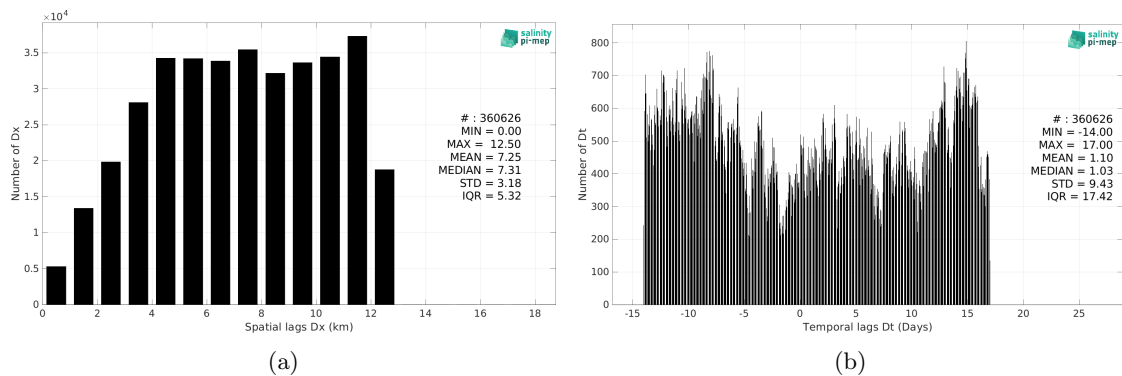 ×10^4
4
3.5
3
2.5
2
1.5
1
0.5
0
Number of Dx
0 2 4 6 8 10 12 14 16 18
Spatial lags Dx (km)
salinity
pi-mep
# : 360626
MIN = 0.00
MAX = 12.50
MEAN = 7.25
MEDIAN = 7.31
STD = 3.18
IQR = 5.32
(a)
800
700
600
500
400
300
200
100
0
Number of Dt
-15 -10 -5 0 5 10 15 20 25
Temporal lags Dt (Days)
salinity
pi-mep
# : 360626
MIN = -14.00
MAX = 17.00
MEAN = 1.10
MEDIAN = 1.03
STD = 9.43
IQR = 17.42
(b)